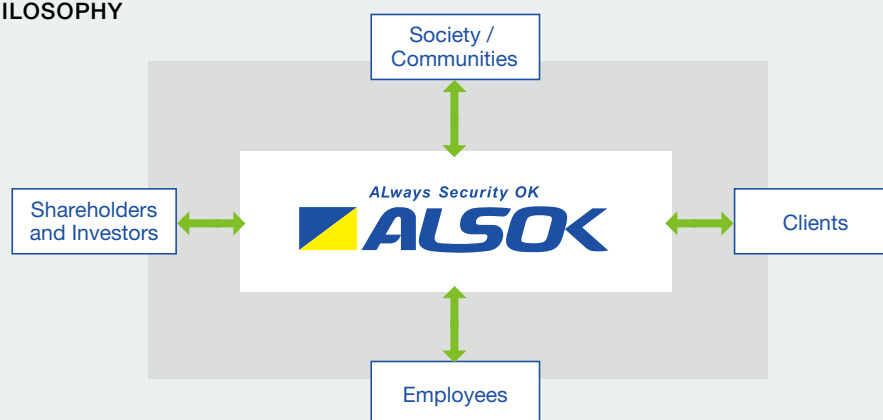 ILOSOPHY
Society /
Communities
ALways Security OK
ALSOK
Shareholders
and Investors
Clients
Employees